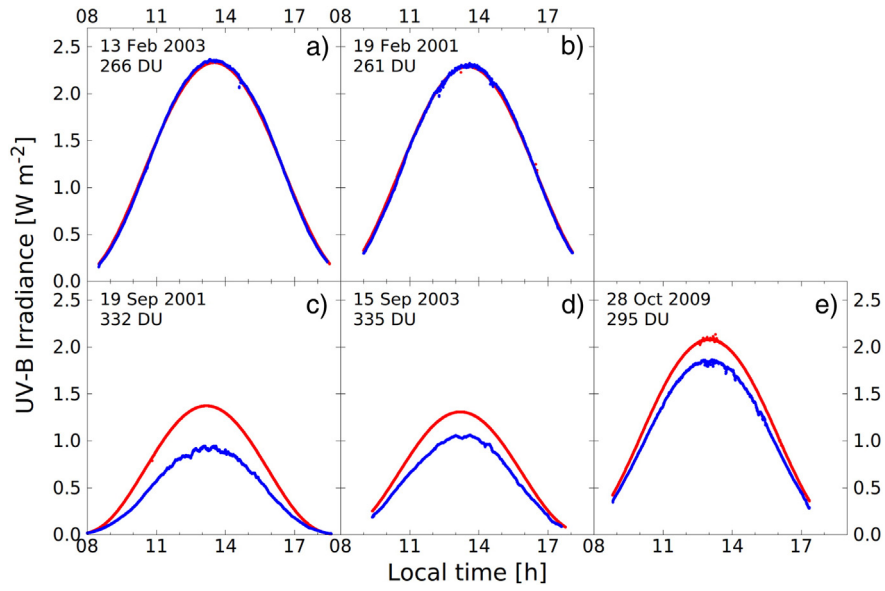 08 11 14 17 08 11 14 17
13 Feb 2003
266 DU
a)
19 Feb 2001
261 DU
b)
2.5
2.0
1.5
1.0
0.5
0.0
19 Sep 2001
332 DU
c)
15 Sep 2003
335 DU
d)
28 Oct 2009
295 DU
e)
2.5
2.0
1.5
1.0
0.5
0.0
2.5
2.0
1.5
1.0
0.5
0.0
08 11 14 17 08 11 14 17 08 11 14 17
UV-B Irradiance [W m⁻²]
Local time [h]